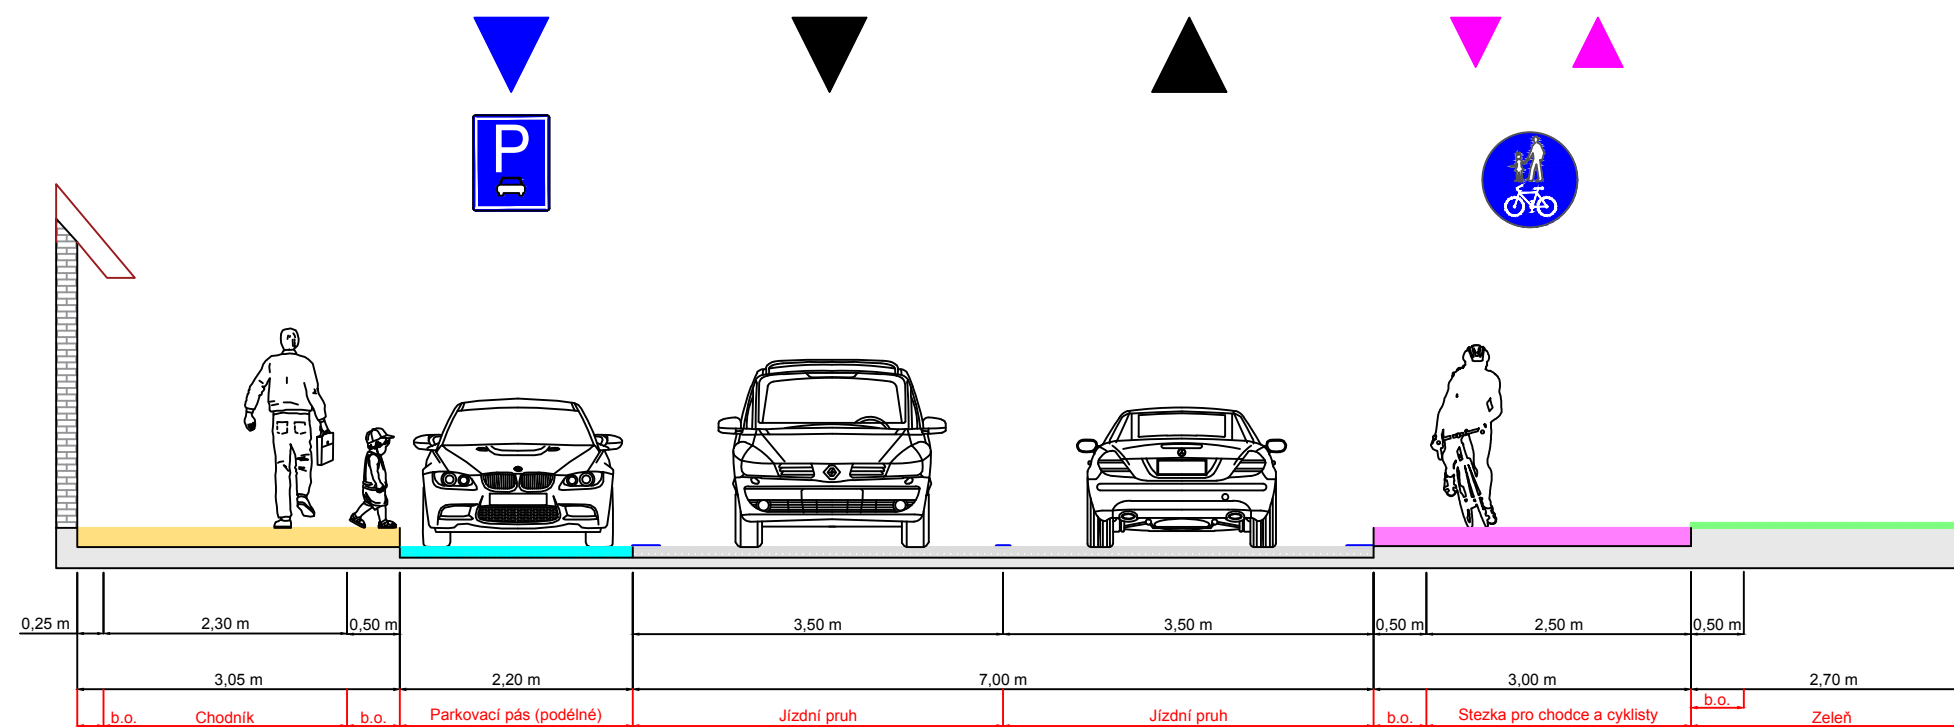 P
0,25 m 2,30 m 0,50 m 3,50 m 3,50 m 0,50 m 2,50 m 0,50 m
3,05 m 2,20 m 7,00 m 3,00 m 2,70 m
b.o. Chodník b.o. Parkovací pás (podélné) Jízdní pruh Jízdní pruh b.o. Stezka pro chodce a cyklisty b.o. Zeleň